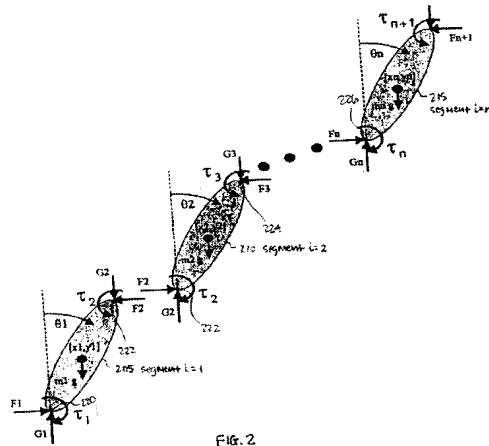 τn+1
Fn+1
θn
[xn,yn]
mn g
215
segment i=n
226
Fn
Gn
τn
G3
τ3
F3
θ2
224
210 segment i=2
m2 g
G2
τ2
F2
F2
τ2
G2
222
θ1
222
[x1,y1]
205 segment i=1
m1 g
220
F1
τ1
G1
FIG. 2